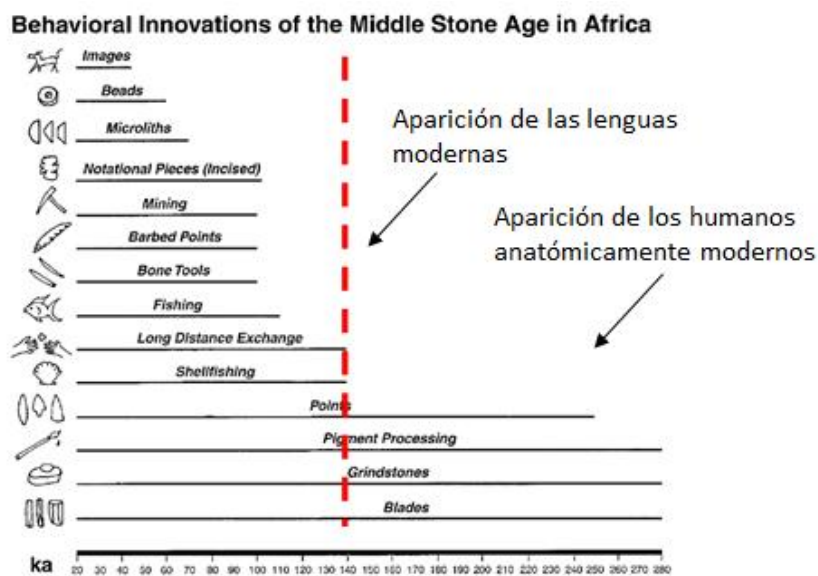 Behavioral Innovations of the Middle Stone Age in Africa
Images
Beads
Microliths
Notational Pieces (Incised)
Mining
Barbed Points
Bone Tools
Fishing
Long Distance Exchange
Shellfishing
Points
Pigment Processing
Grindstones
Blades
Aparición de las lenguas
modernas
Aparición de los humanos
anatómicamente modernos
ka 20 30 40 50 60 70 80 90 100 110 120 130 140 150 160 170 180 190 200 210 220 230 240 250 260 270 280